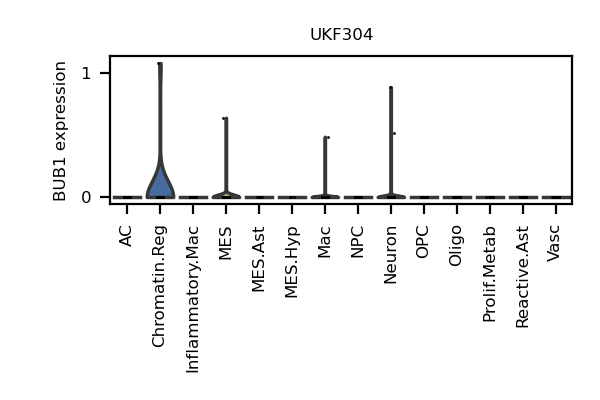 UKF304
BUB1 expression
1
0
AC
Chromatin.Reg
Inflammatory.Mac
MES
MES.Ast
MES.Hyp
Mac
NPC
Neuron
OPC
Oligo
Prolif.Metab
Reactive.Ast
Vasc